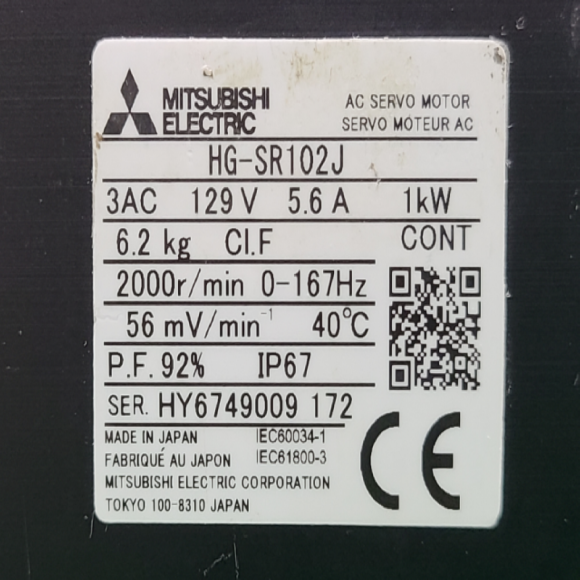 MITSUBISHI
ELECTRIC
AC SERVO MOTOR
SERVO MOTEUR AC
HG-SR102J
3AC 129 V 5.6 A 1kW
6.2 kg Cl.F CONT
2000r/min 0-167Hz
56 mV/min⁻¹ 40℃
P.F. 92% IP67
SER. HY6749009 172
MADE IN JAPAN IEC60034-1
FABRIQUÉ AU JAPON IEC61800-3
MITSUBISHI ELECTRIC CORPORATION
TOKYO 100-8310 JAPAN
CE